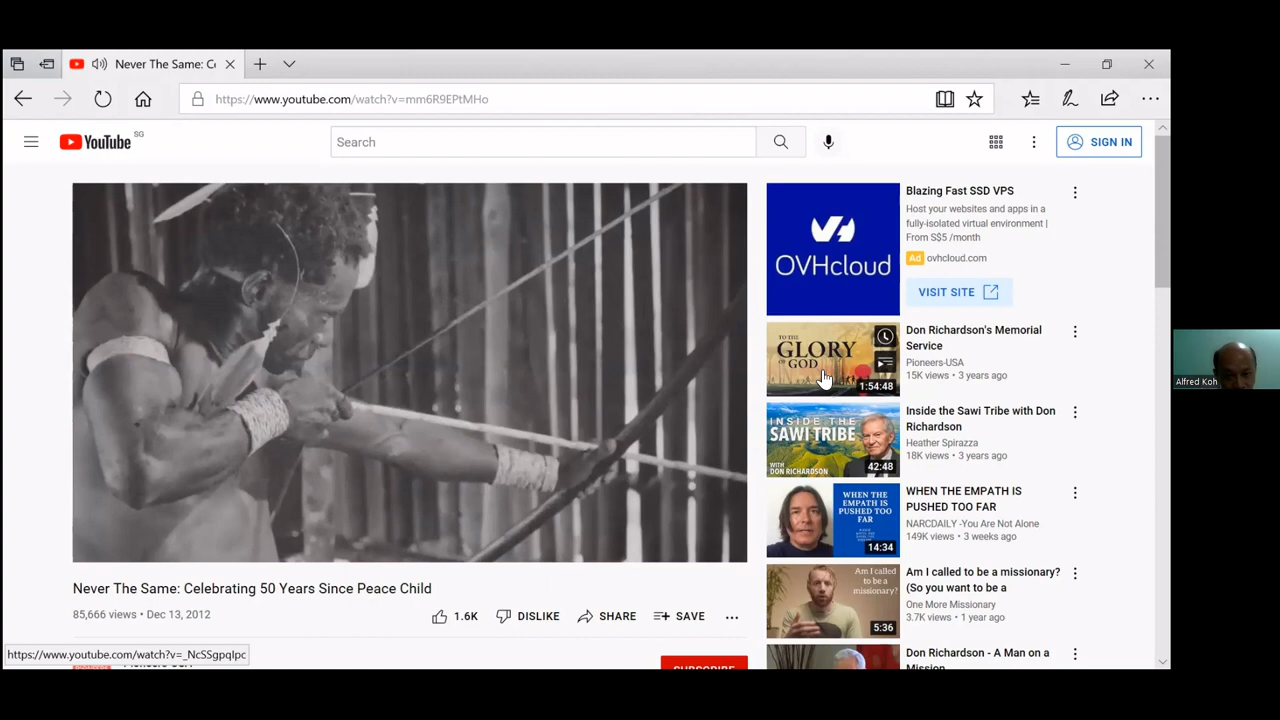 Never The Same: Ce
https://www.youtube.com/watch?v=mm6R9EPtMHo
YouTube SG
Search
SIGN IN
OVHcloud
Blazing Fast SSD VPS
Host your websites and apps in a
fully-isolated virtual environment |
From S$5 /month
Ad ovhcloud.com
VISIT SITE
TO THE
GLORY
OF
GOD
1:54:48
Don Richardson's Memorial
Service
Pioneers-USA
15K views • 3 years ago
INSIDE THE
SAWI TRIBE
WITH
DON RICHARDSON
42:48
Inside the Sawi Tribe with Don
Richardson
Heather Spirazza
18K views • 3 years ago
WHEN THE
EMPATH IS
PUSHED TOO
FAR
14:34
WHEN THE EMPATH IS
PUSHED TOO FAR
NARCDAILY -You Are Not Alone
149K views • 3 weeks ago
Am I called
to be a
missionary?
5:36
Am I called to be a missionary?
(So you want to be a
One More Missionary
3.7K views • 1 year ago
Don Richardson - A Man on a
Mission
Never The Same: Celebrating 50 Years Since Peace Child
85,666 views • Dec 13, 2012
1.6K DISLIKE SHARE SAVE
https://www.youtube.com/watch?v=_NcSSgpqIpc
SUBSCRIBE
Alfred Koh